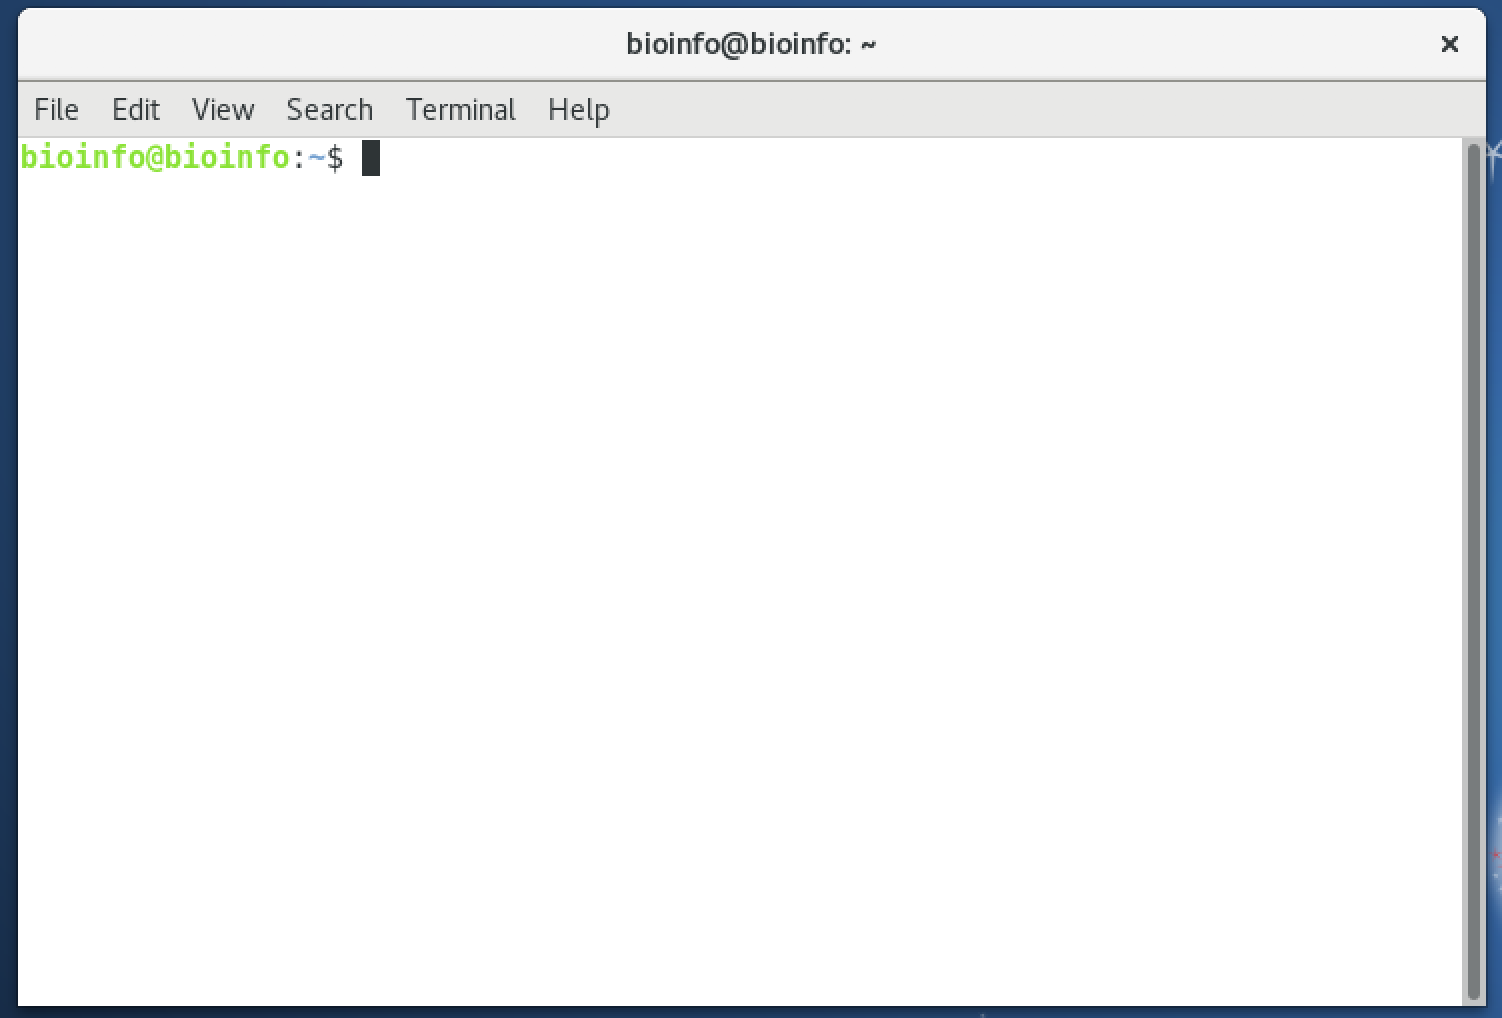 bioinfo@bioinfo: ~
File Edit View Search Terminal Help
bioinfo@bioinfo:~$